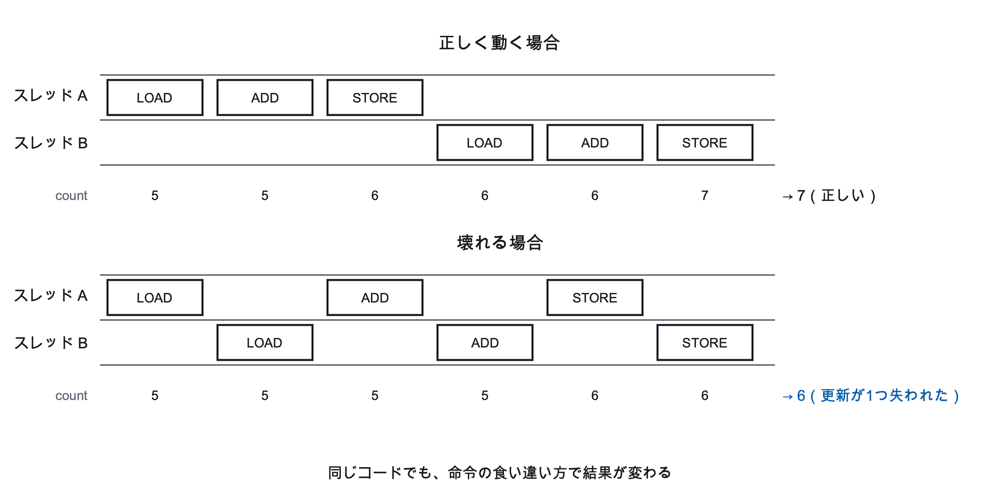 正しく動く場合
スレッド A LOAD ADD STORE
スレッド B LOAD ADD STORE
count 5 5 6 6 6 7 → 7 ( 正しい )
壊れる場合
スレッド A LOAD ADD STORE
スレッド B LOAD ADD STORE
count 5 5 5 5 6 6 → 6 ( 更新が1つ失われた )
同じコードでも、命令の食い違い方で結果が変わる